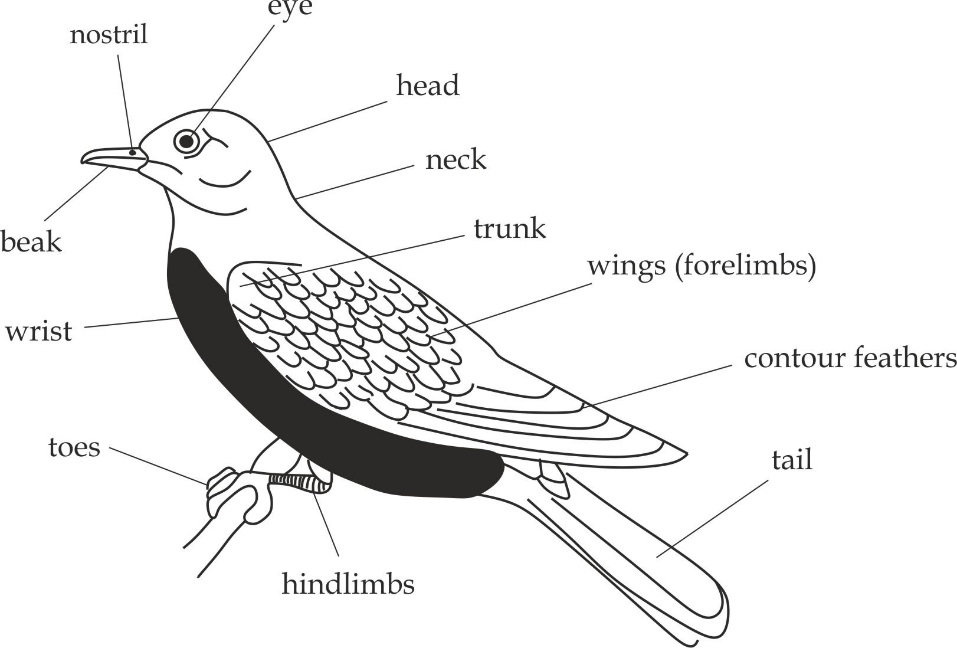 eye
nostril
head
neck
beak
trunk
wings (forelimbs)
wrist
contour feathers
toes
tail
hindlimbs